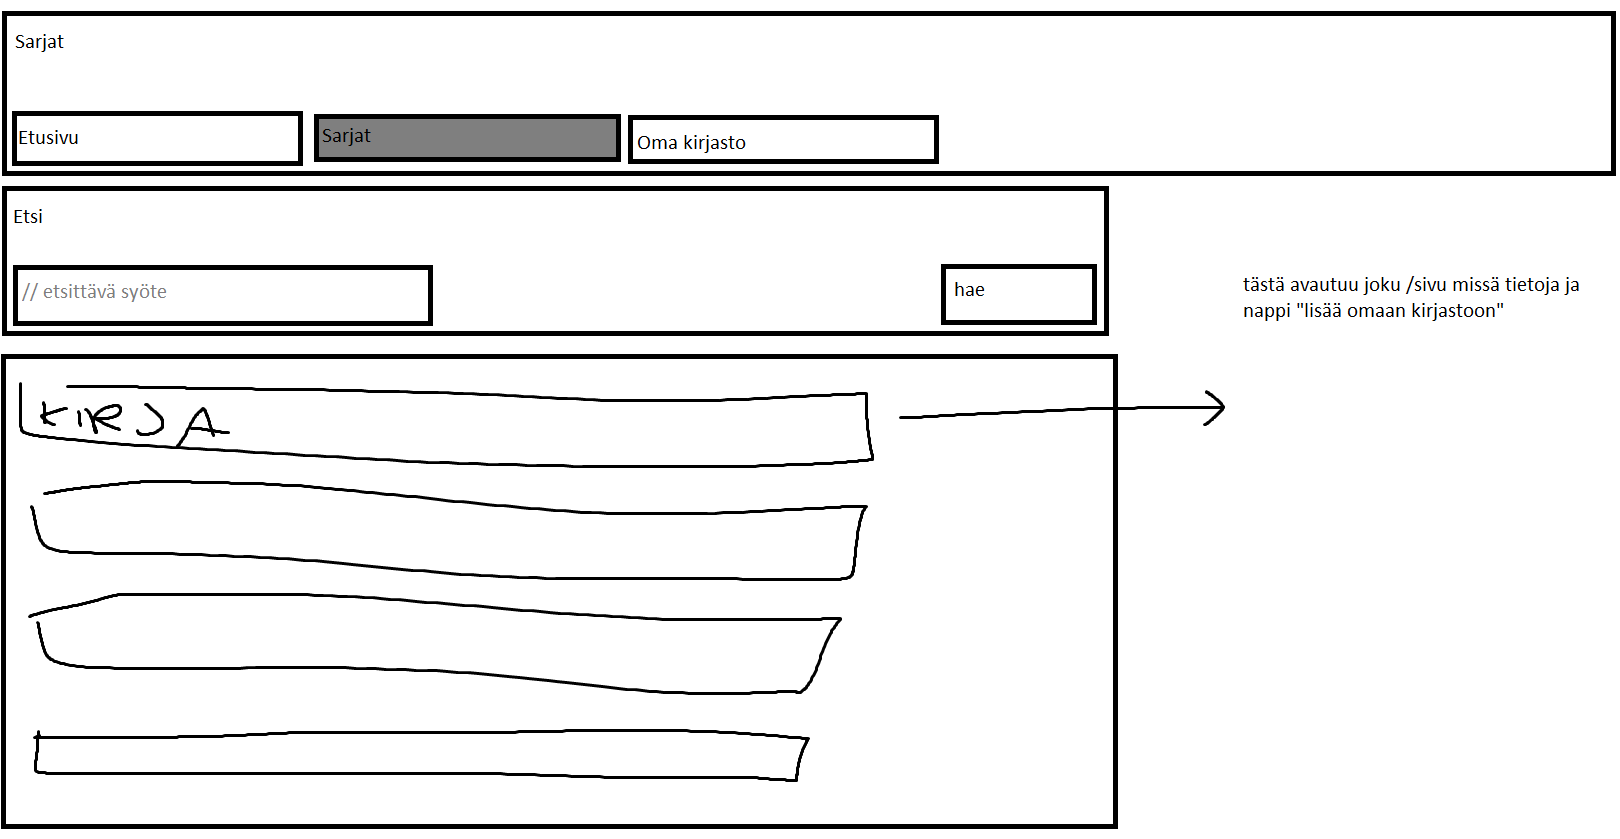 Sarjat
Etusivu
Sarjat
Oma kirjasto
Etsi
// etsittävä syöte
hae
tästä avautuu joku /sivu missä tietoja ja
nappi "lisää omaan kirjastoon"
KIRJA